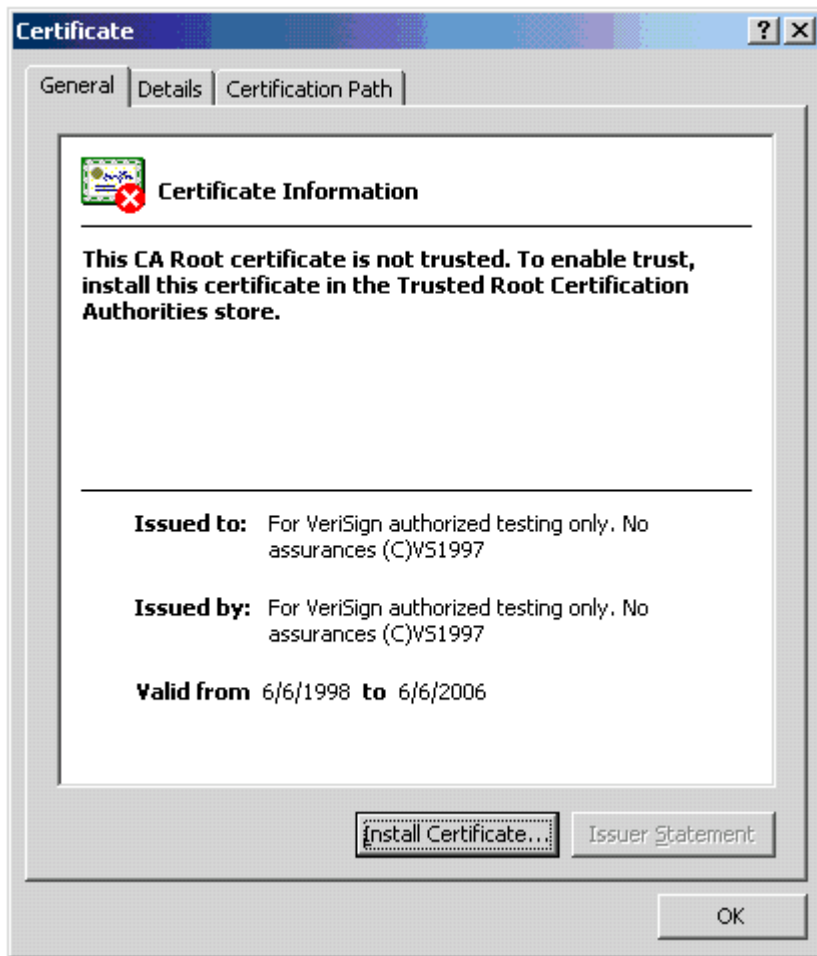 Certificate
General Details Certification Path
Certificate Information
This CA Root certificate is not trusted. To enable trust,
install this certificate in the Trusted Root Certification
Authorities store.
Issued to: For VeriSign authorized testing only. No
assurances (C)VS1997
Issued by: For VeriSign authorized testing only. No
assurances (C)VS1997
Valid from 6/6/1998 to 6/6/2006
Install Certificate... Issuer Statement
OK